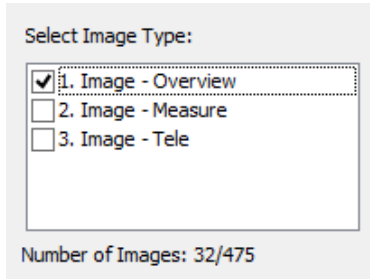 Select Image Type:
1. Image - Overview
2. Image - Measure
3. Image - Tele
Number of Images: 32/475